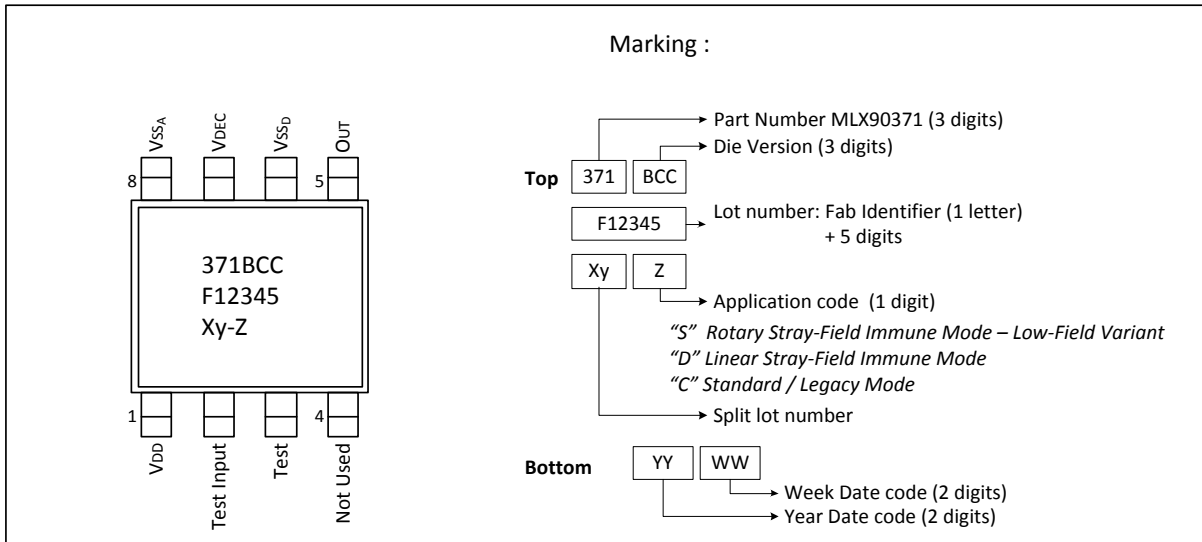 Marking :
VSSA
VDEC
VSSD
OUT
8
5
371BCC
F12345
Xy-Z
1
4
VDD
Test Input
Test
Not Used
Part Number MLX90371 (3 digits)
Die Version (3 digits)
Top 371 BCC
F12345
Lot number: Fab Identifier (1 letter)
+ 5 digits
Xy Z
Application code (1 digit)
“S” Rotary Stray-Field Immune Mode – Low-Field Variant
“D” Linear Stray-Field Immune Mode
“C” Standard / Legacy Mode
Split lot number
Bottom YY WW
Week Date code (2 digits)
Year Date code (2 digits)